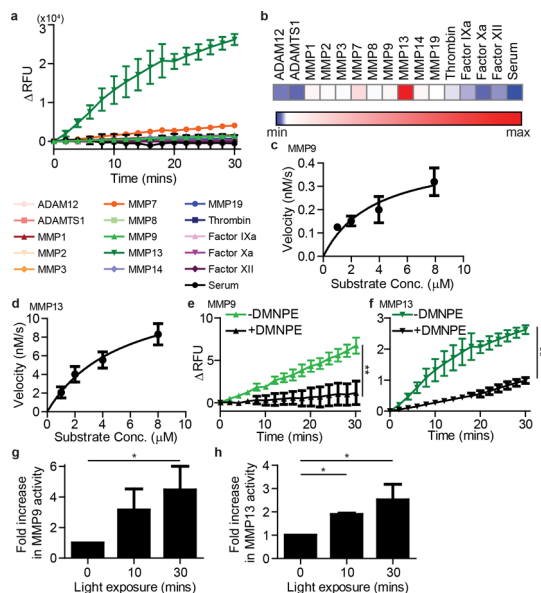 a
(x10⁴)
Δ RFU
4
2
0
0 10 20 30
Time (mins)
ADAM12
ADAMTS1
MMP1
MMP2
MMP3
MMP7
MMP8
MMP9
MMP13
MMP14
MMP19
Thrombin
Factor IXa
Factor Xa
Factor XII
Serum
b
ADAM12
ADAMTS1
MMP1
MMP2
MMP3
MMP7
MMP8
MMP9
MMP13
MMP14
MMP19
Thrombin
Factor IXa
Factor Xa
Factor XII
Serum
min max
c MMP9
Velocity (nM/s)
0.4
0.3
0.2
0.1
0.0
0 2 4 6 8 10
Substrate Conc. (μM)
d MMP13
Velocity (nM/s)
10
8
6
4
2
0
0 2 4 6 8 10
Substrate Conc. (μM)
e MMP9
-DMNPE
+DMNPE
Δ RFU
10
5
0
0 10 20 30
Time (mins)
**
f MMP13
-DMNPE
+DMNPE
3
2
1
0
0 10 20 30
Time (mins)
g
Fold increase
in MMP9 activity
8
6
4
2
0
*
0 10 30
Light exposure (mins)
h
Fold increase
in MMP13 activity
4
3
2
1
0
*
*
0 10 30
Light exposure (mins)